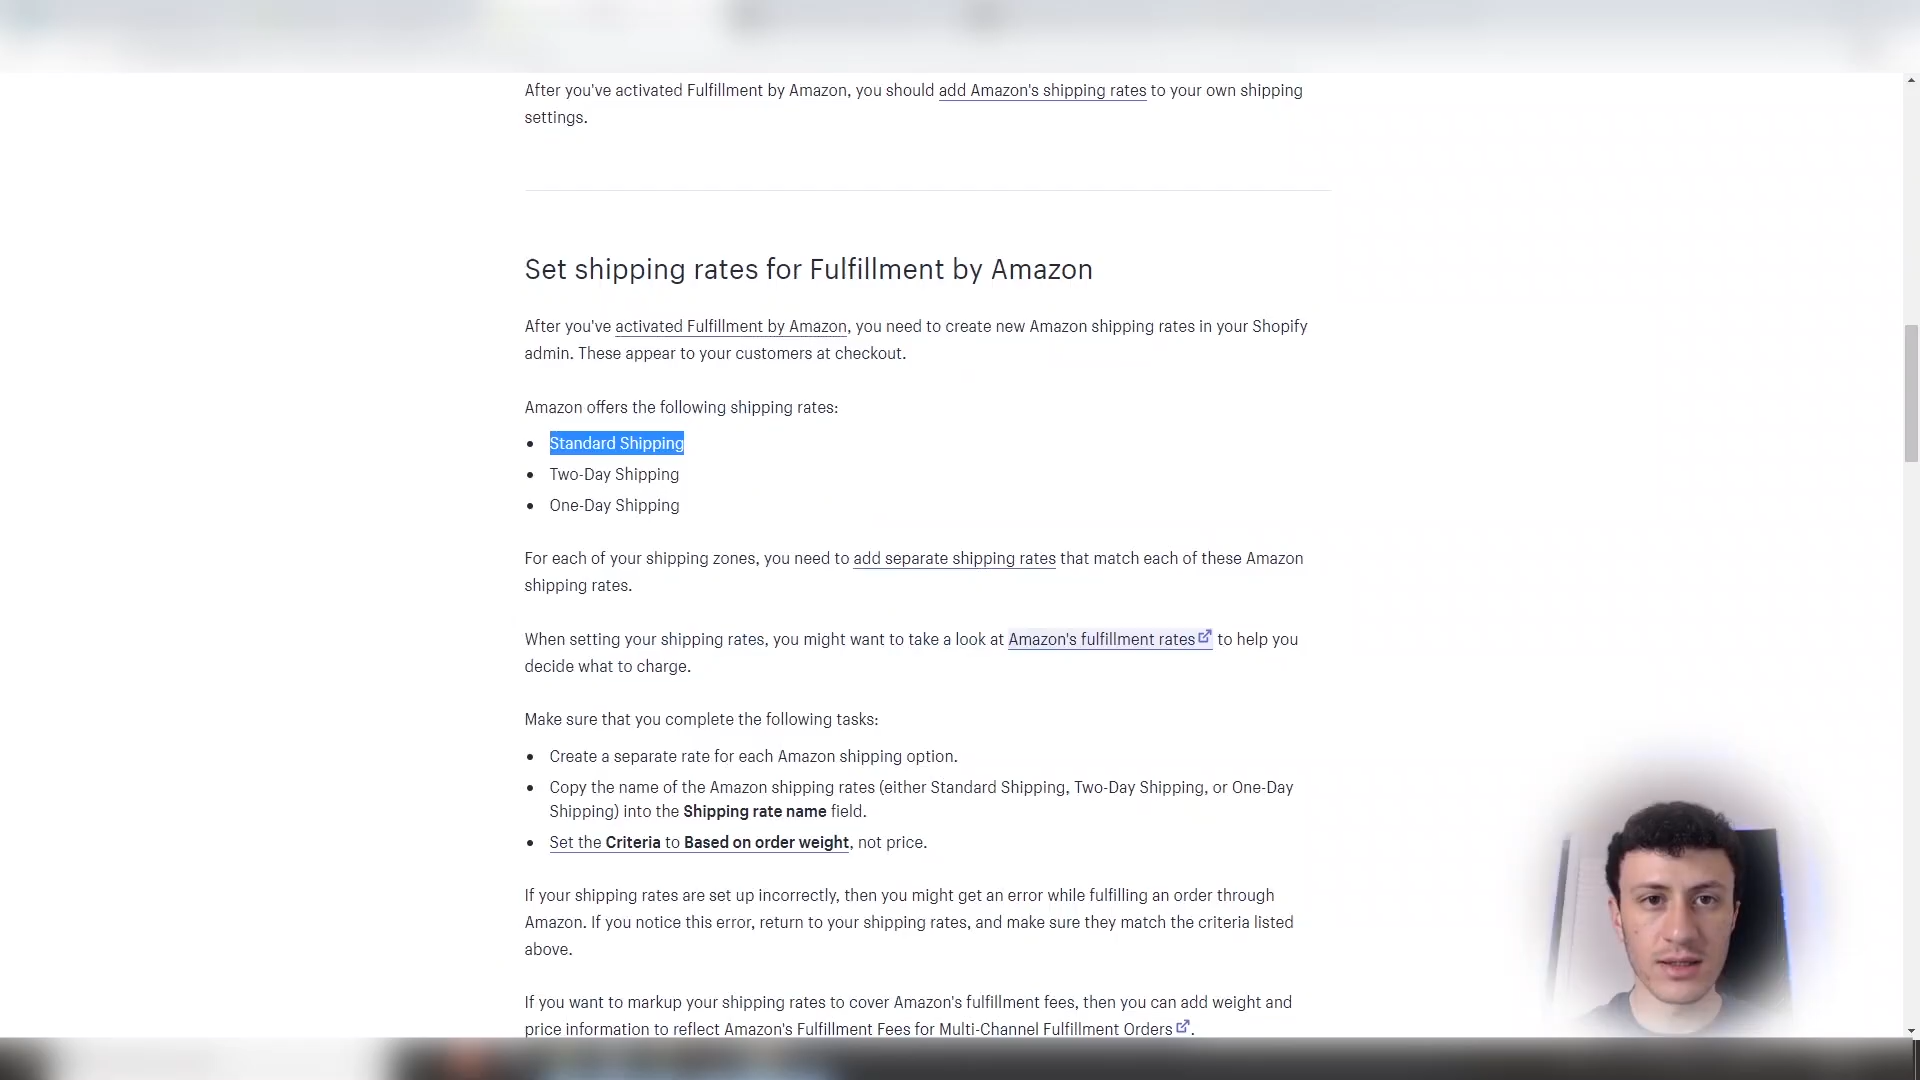 After you've activated Fulfillment by Amazon, you should add Amazon's shipping rates to your own shipping
settings.
Set shipping rates for Fulfillment by Amazon
After you've activated Fulfillment by Amazon, you need to create new Amazon shipping rates in your Shopify
admin. These appear to your customers at checkout.
Amazon offers the following shipping rates:
• Standard Shipping
• Two-Day Shipping
• One-Day Shipping
For each of your shipping zones, you need to add separate shipping rates that match each of these Amazon
shipping rates.
When setting your shipping rates, you might want to take a look at Amazon's fulfillment rates to help you
decide what to charge.
Make sure that you complete the following tasks:
• Create a separate rate for each Amazon shipping option.
• Copy the name of the Amazon shipping rates (either Standard Shipping, Two-Day Shipping, or One-Day
Shipping) into the Shipping rate name field.
• Set the Criteria to Based on order weight, not price.
If your shipping rates are set up incorrectly, then you might get an error while fulfilling an order through
Amazon. If you notice this error, return to your shipping rates, and make sure they match the criteria listed
above.
If you want to markup your shipping rates to cover Amazon's fulfillment fees, then you can add weight and
price information to reflect Amazon's Fulfillment Fees for Multi-Channel Fulfillment Orders.